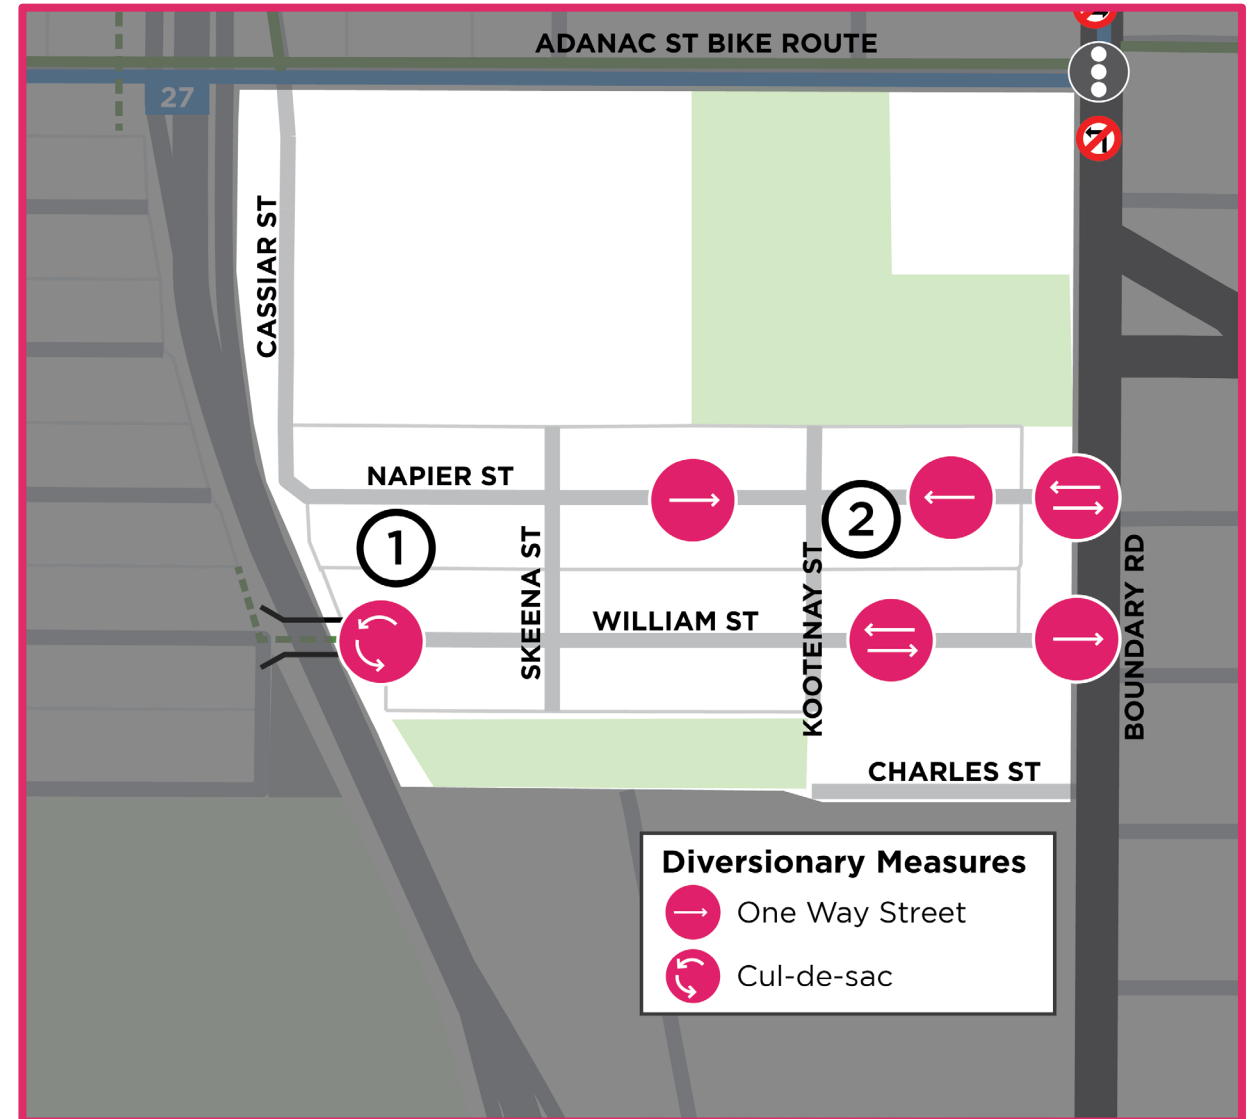 ADANAC ST BIKE ROUTE
27
CASSIAR ST
NAPIER ST
1
2
SKEENA ST
WILLIAM ST
KOOTENAY ST
BOUNDARY RD
CHARLES ST
Diversionary Measures
One Way Street
Cul-de-sac